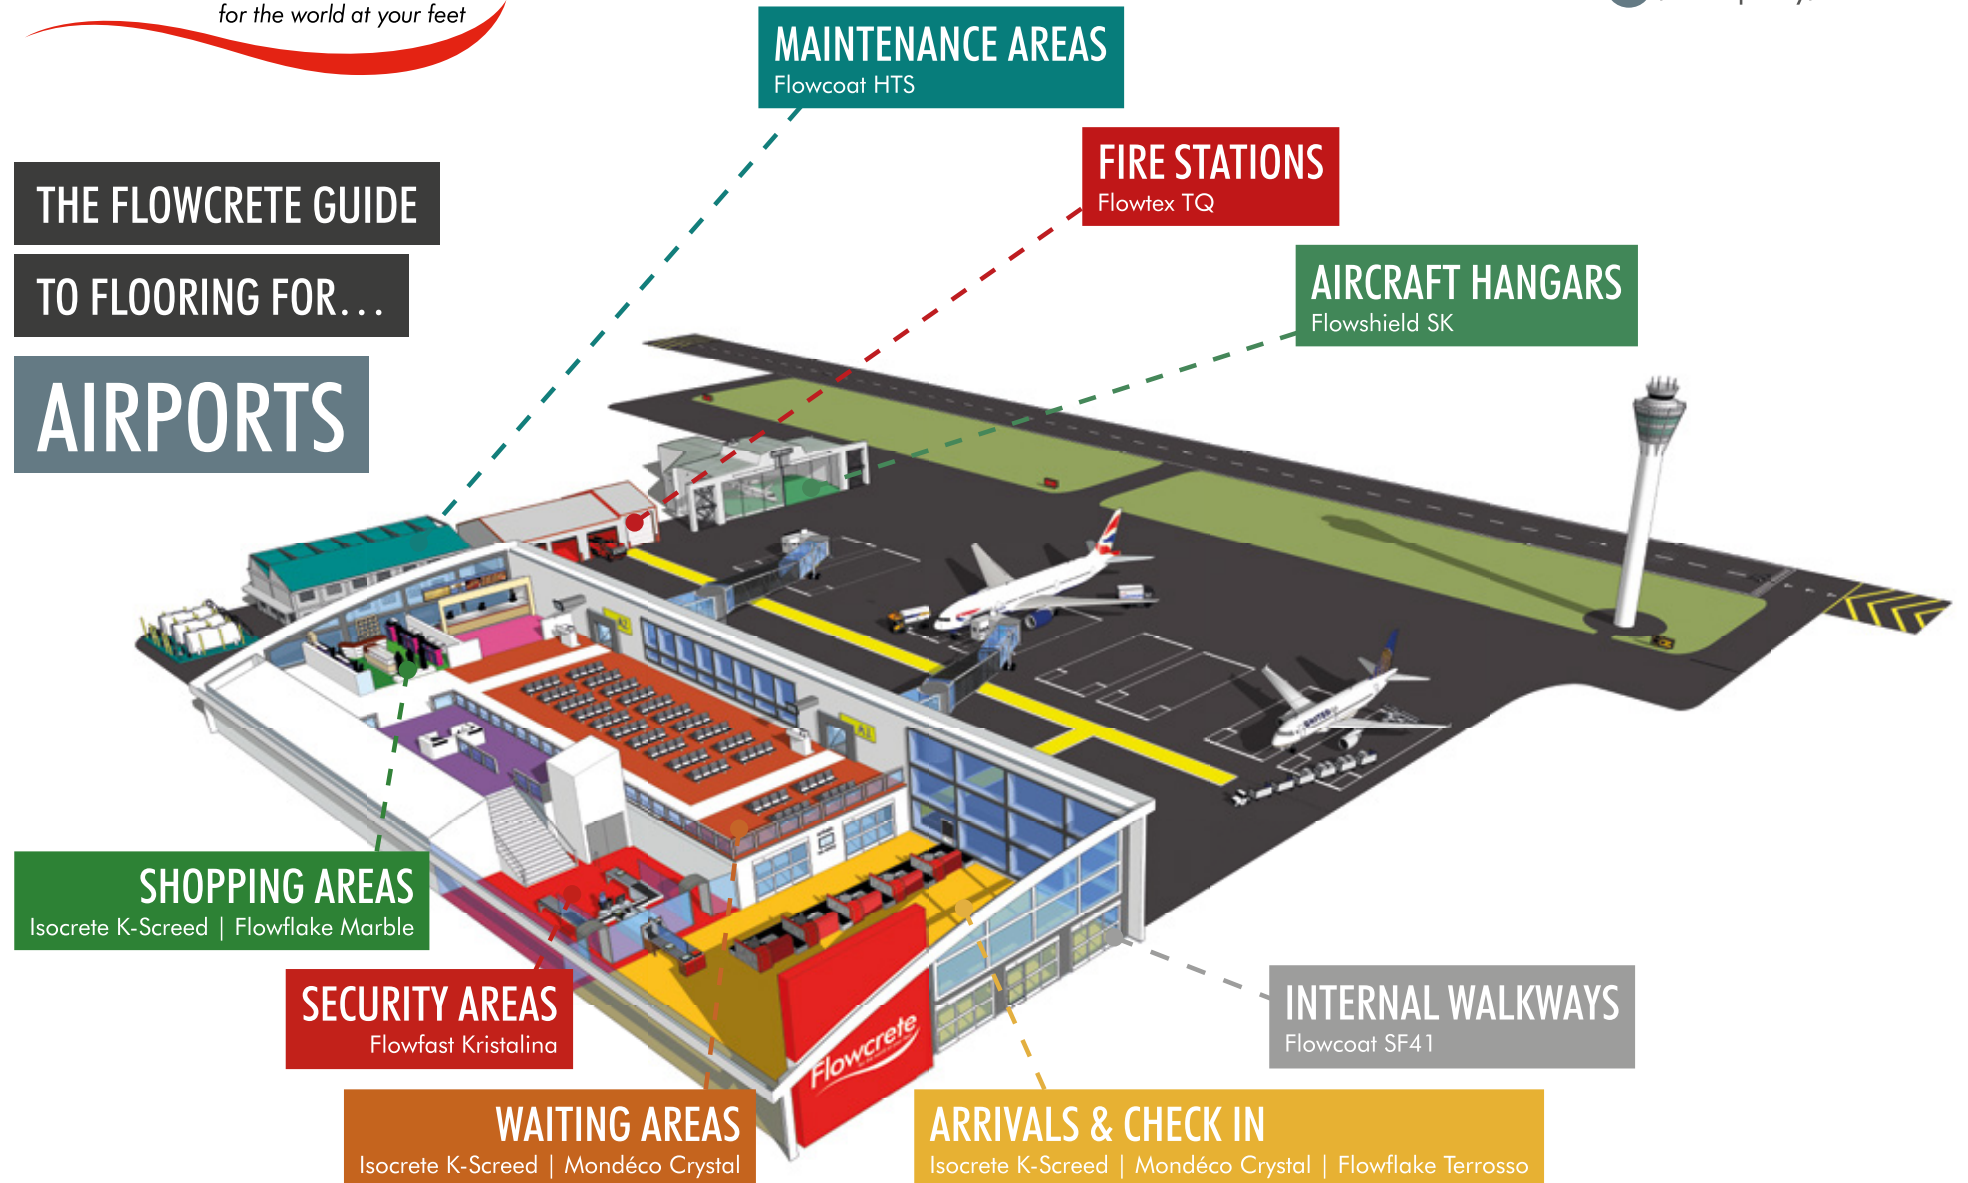 for the world at your feet
MAINTENANCE AREAS
Flowcoat HTS
FIRE STATIONS
Flowtex TQ
THE FLOWCRETE GUIDE
TO FLOORING FOR...
AIRPORTS
AIRCRAFT HANGARS
Flowshield SK
SHOPPING AREAS
Isocrete K-Screed | Flowflake Marble
SECURITY AREAS
Flowfast Kristalina
INTERNAL WALKWAYS
Flowcoat SF41
WAITING AREAS
Isocrete K-Screed | Mondéco Crystal
ARRIVALS & CHECK IN
Isocrete K-Screed | Mondéco Crystal | Flowflake Terrosso
Flowcrete
UNITED
A2